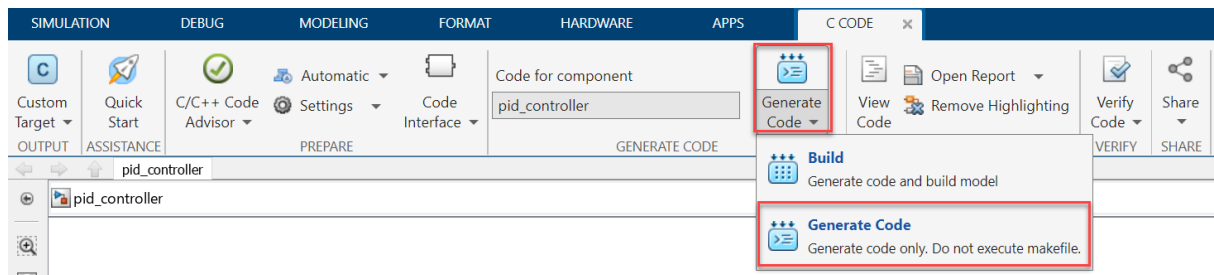 SIMULATION DEBUG MODELING FORMAT HARDWARE APPS C CODE
C
Custom
Target
Quick
Start
C/C++ Code
Advisor
Automatic
Settings
Code
Interface
Code for component
pid_controller
Generate
Code
View
Code
Open Report
Remove Highlighting
Verify
Code
Share
OUTPUT ASSISTANCE PREPARE GENERATE CODE VERIFY SHARE
Build
Generate code and build model
Generate Code
Generate code only. Do not execute makefile.
pid_controller
pid_controller